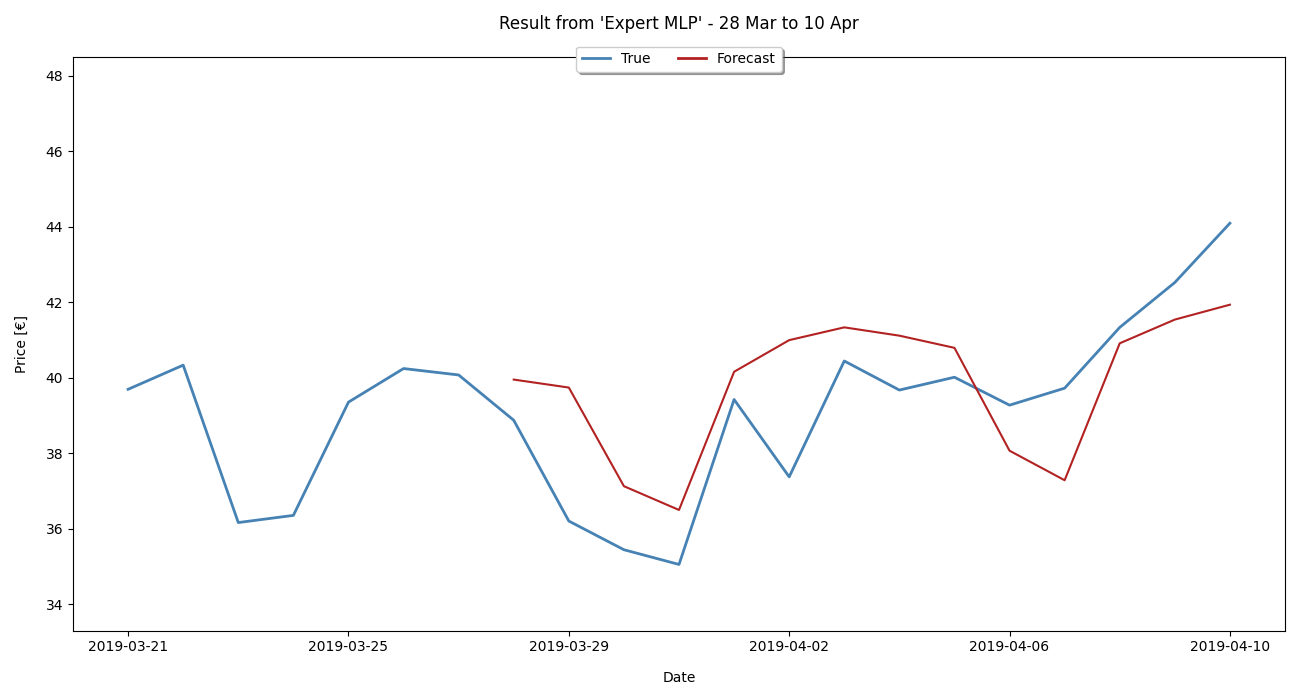 Result from 'Expert MLP' - 28 Mar to 10 Apr
True Forecast
48
46
44
42
40
38
36
34
Price [€]
2019-03-21 2019-03-25 2019-03-29 2019-04-02 2019-04-06 2019-04-10
Date